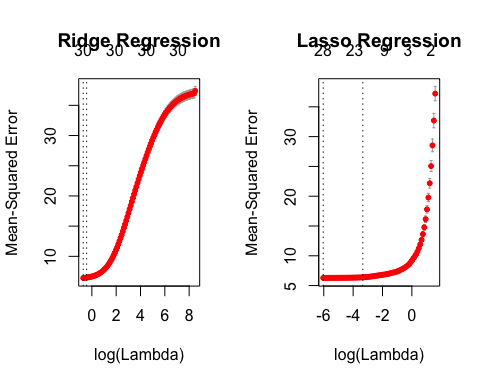 Ridge Regression
30 30 30 30
Mean-Squared Error
10 20 30
0 2 4 6 8
log(Lambda)
Lasso Regression
28 23 9 3 2
Mean-Squared Error
5 10 20 30
-6 -4 -2 0
log(Lambda)